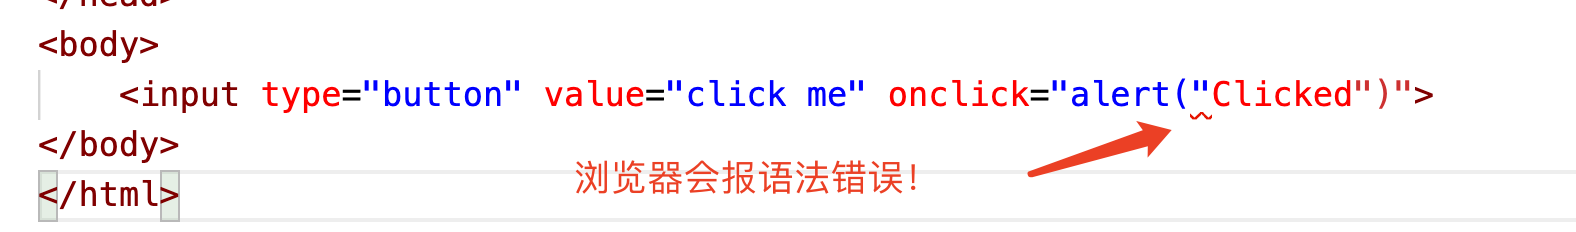 </head>
<body>
<input type="button" value="click me" onclick="alert("Clicked")">
</body>
浏览器会报语法错误!
</html>